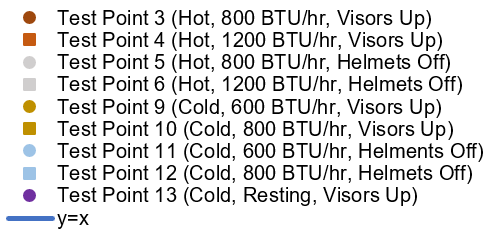 Test Point 3 (Hot, 800 BTU/hr, Visors Up)
Test Point 4 (Hot, 1200 BTU/hr, Visors Up)
Test Point 5 (Hot, 800 BTU/hr, Helmets Off)
Test Point 6 (Hot, 1200 BTU/hr, Helmets Off)
Test Point 9 (Cold, 600 BTU/hr, Visors Up)
Test Point 10 (Cold, 800 BTU/hr, Visors Up)
Test Point 11 (Cold, 600 BTU/hr, Helments Off)
Test Point 12 (Cold, 800 BTU/hr, Helmets Off)
Test Point 13 (Cold, Resting, Visors Up)
y=x